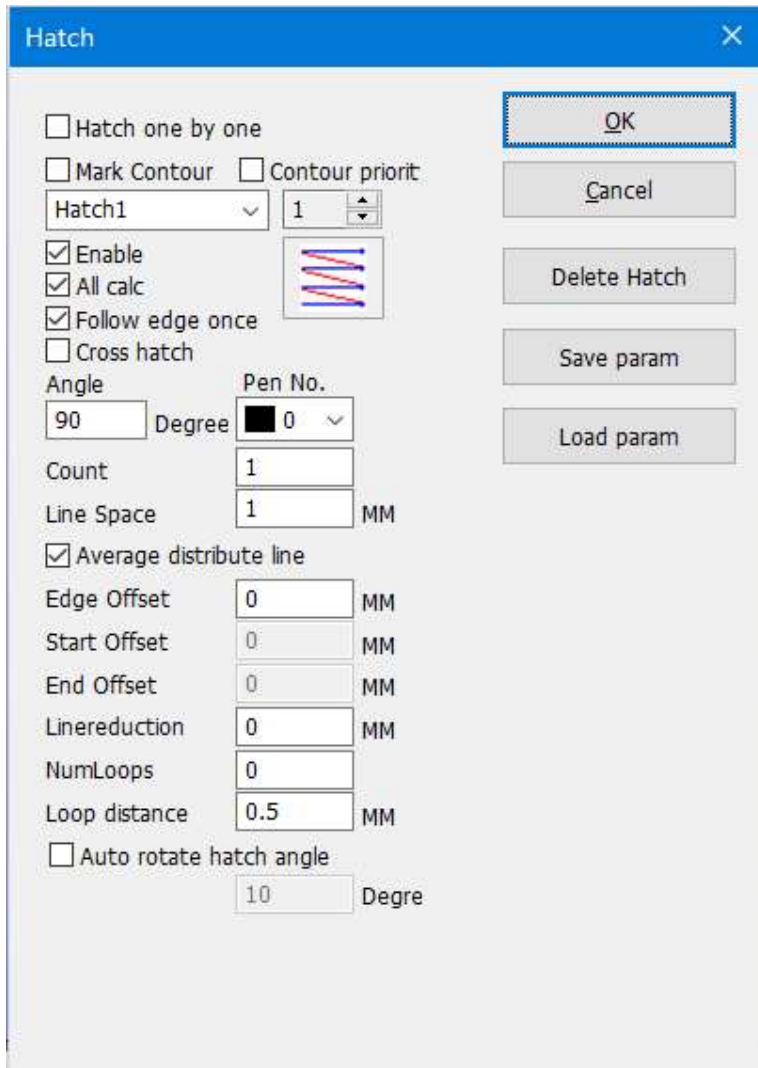 Hatch
Hatch one by one
OK
Mark Contour Contour priorit
Cancel
Hatch1 1
Enable
All calc
Delete Hatch
Follow edge once
Cross hatch
Save param
Angle Pen No.
90 Degree 0
Load param
Count 1
Line Space 1 MM
Average distribute line
Edge Offset 0 MM
Start Offset 0 MM
End Offset 0 MM
Linereduction 0 MM
NumLoops 0
Loop distance 0.5 MM
Auto rotate hatch angle
10 Degre